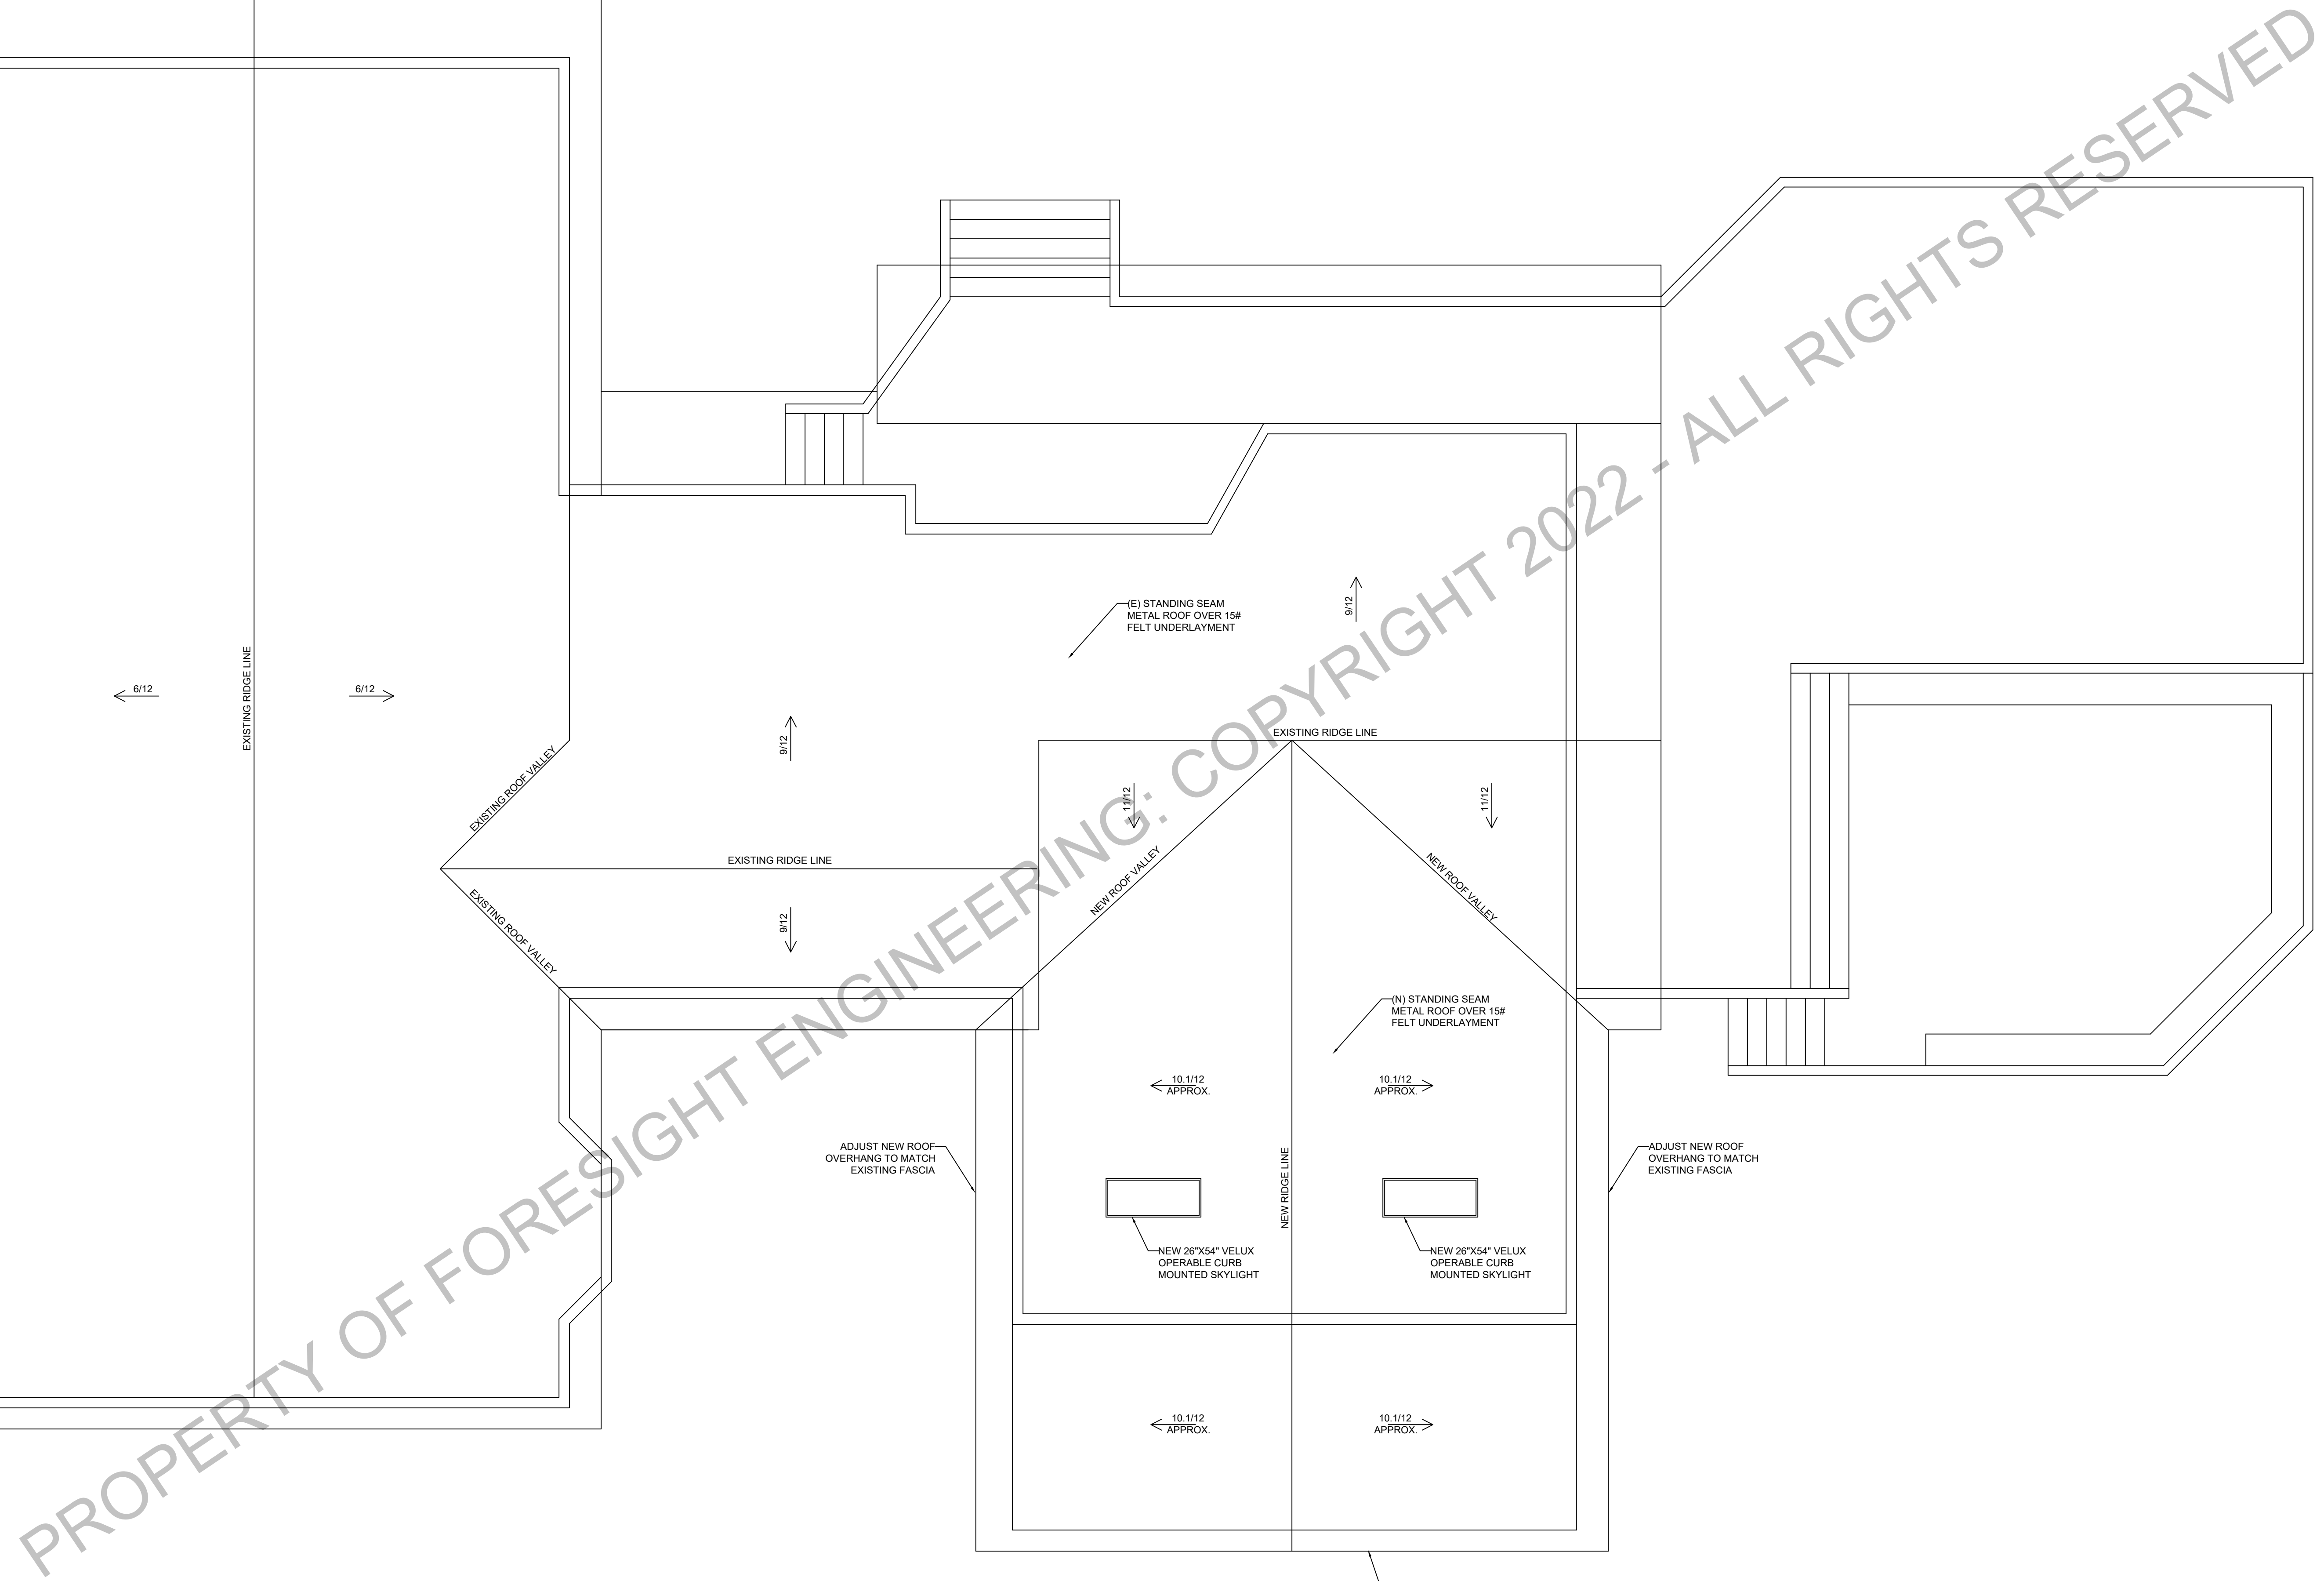 PROPERTY OF FORESIGHT ENGINEERING: COPYRIGHT 2022 - ALL RIGHTS RESERVED
(E) STANDING SEAM
METAL ROOF OVER 15#
FELT UNDERLAYMENT
9/12
EXISTING RIDGE LINE
6/12
6/12
9/12
EXISTING RIDGE LINE
EXISTING ROOF VALLEY
11/12
11/12
EXISTING RIDGE LINE
NEW ROOF VALLEY
NEW ROOF VALLEY
EXISTING ROOF VALLEY
9/12
(N) STANDING SEAM
METAL ROOF OVER 15#
FELT UNDERLAYMENT
10.1/12
APPROX.
10.1/12
APPROX.
ADJUST NEW ROOF
OVERHANG TO MATCH
EXISTING FASCIA
ADJUST NEW ROOF
OVERHANG TO MATCH
EXISTING FASCIA
NEW RIDGE LINE
NEW 26"X54" VELUX
OPERABLE CURB
MOUNTED SKYLIGHT
NEW 26"X54" VELUX
OPERABLE CURB
MOUNTED SKYLIGHT
10.1/12
APPROX.
10.1/12
APPROX.